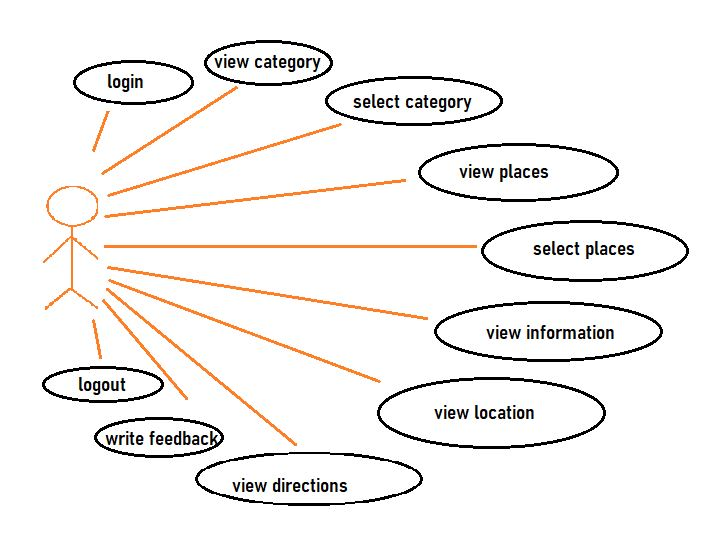 login
view category
select category
view places
select places
view information
view location
view directions
write feedback
logout